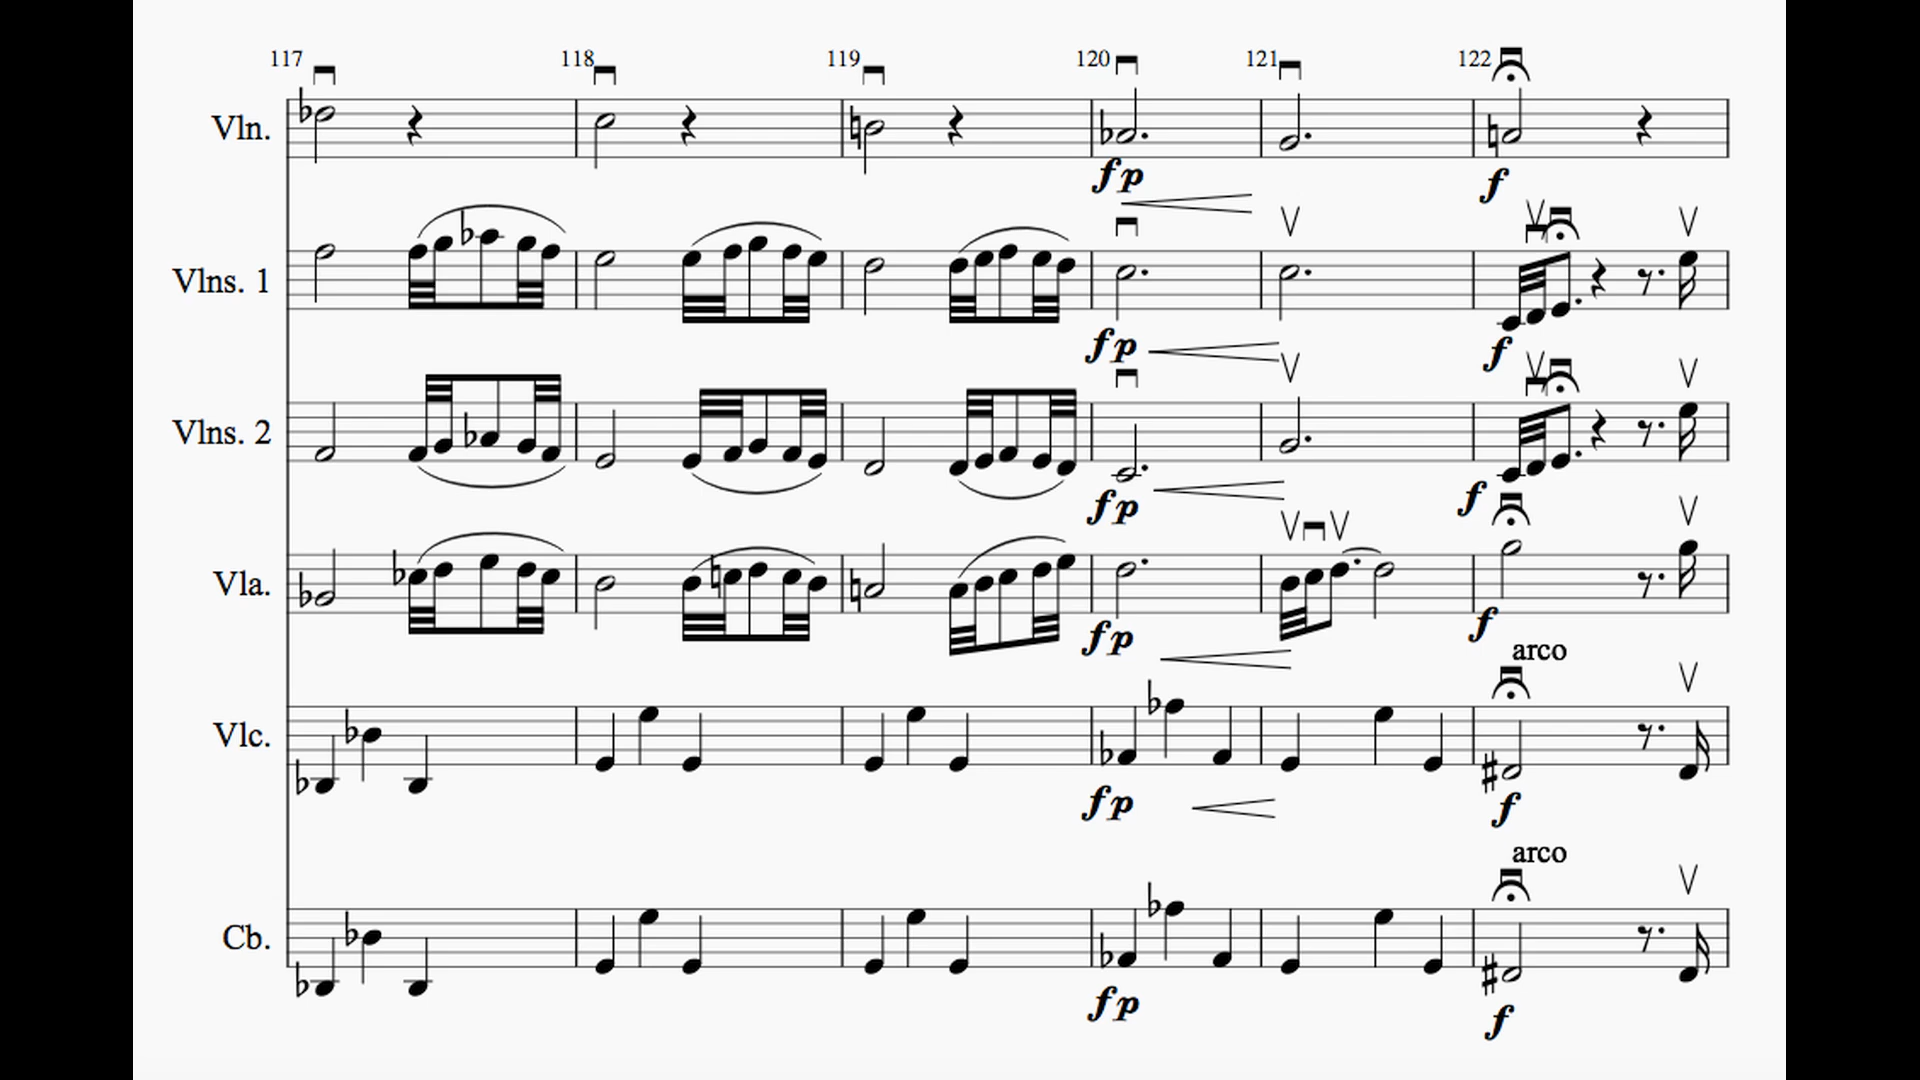 117 118 119 120 121 122
Vln.
fp f
Vlns. 1
fp f
Vlns. 2
fp f
Vla.
fp f
arco
Vlc.
fp f
arco
Cb.
fp f